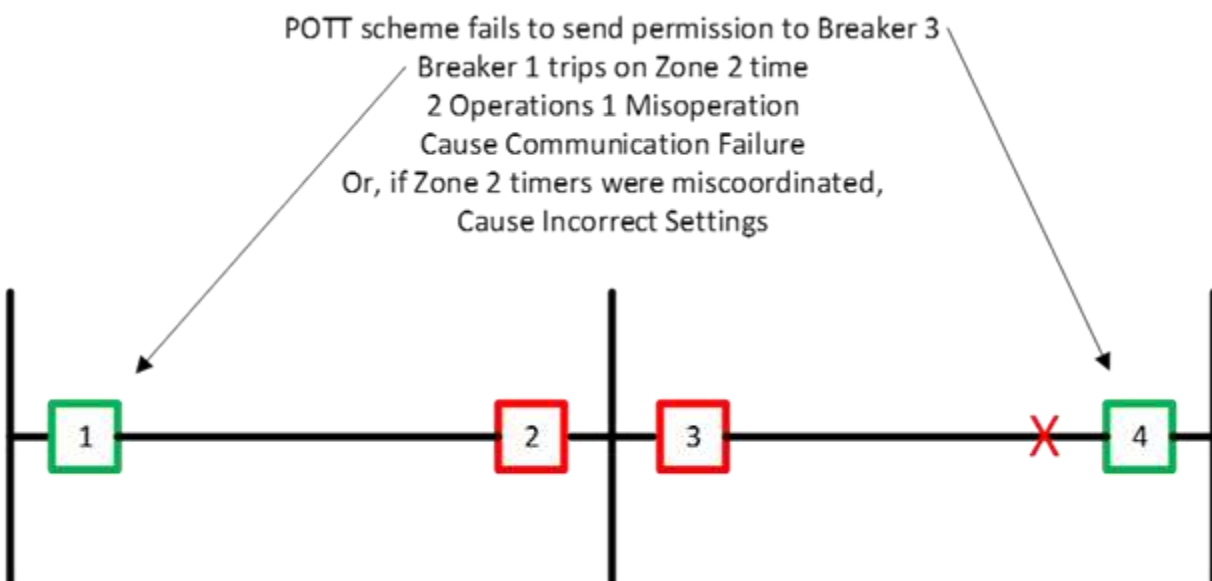 POTT scheme fails to send permission to Breaker 3
Breaker 1 trips on Zone 2 time
2 Operations 1 Misoperation
Cause Communication Failure
Or, if Zone 2 timers were miscoordinated,
Cause Incorrect Settings
1
2
3
X
4